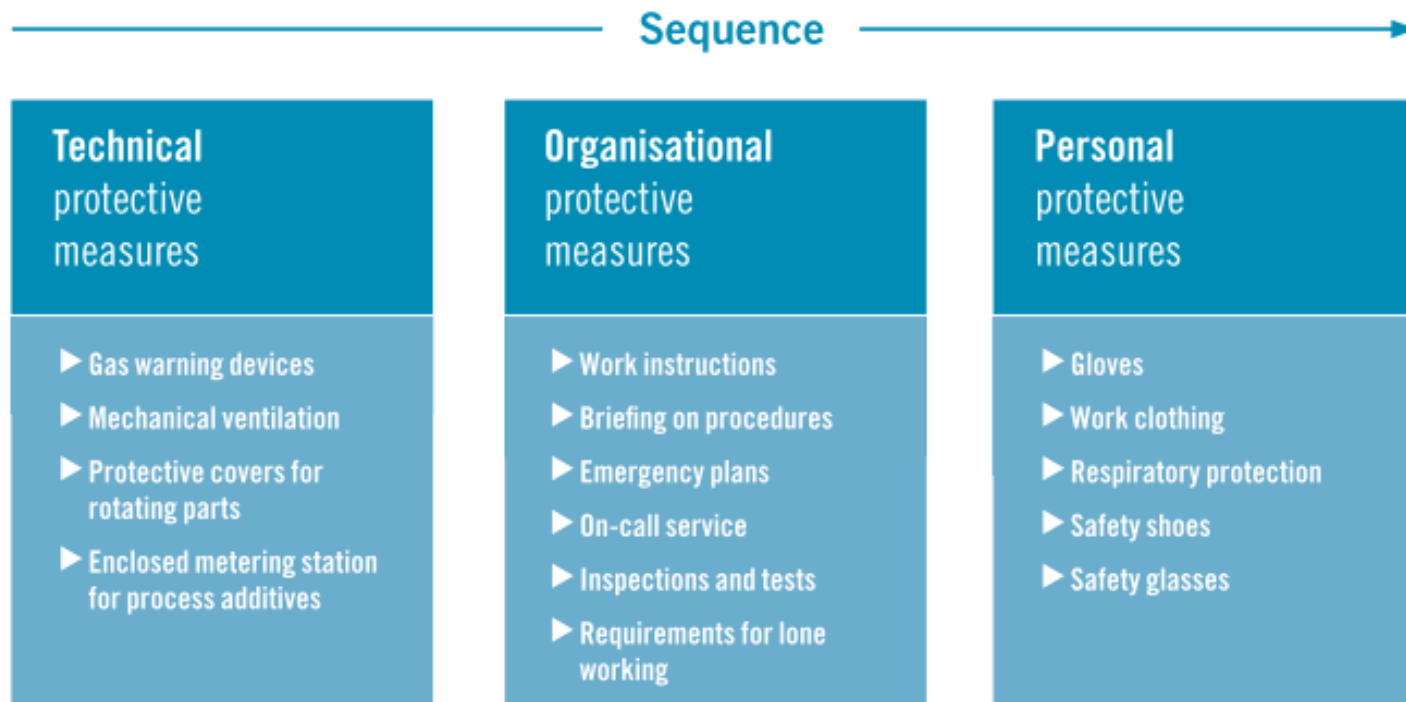 Sequence
Technical
protective
measures
Gas warning devices
Mechanical ventilation
Protective covers for
rotating parts
Enclosed metering station
for process additives
Organisational
protective
measures
Work instructions
Briefing on procedures
Emergency plans
On-call service
Inspections and tests
Requirements for lone
working
Personal
protective
measures
Gloves
Work clothing
Respiratory protection
Safety shoes
Safety glasses